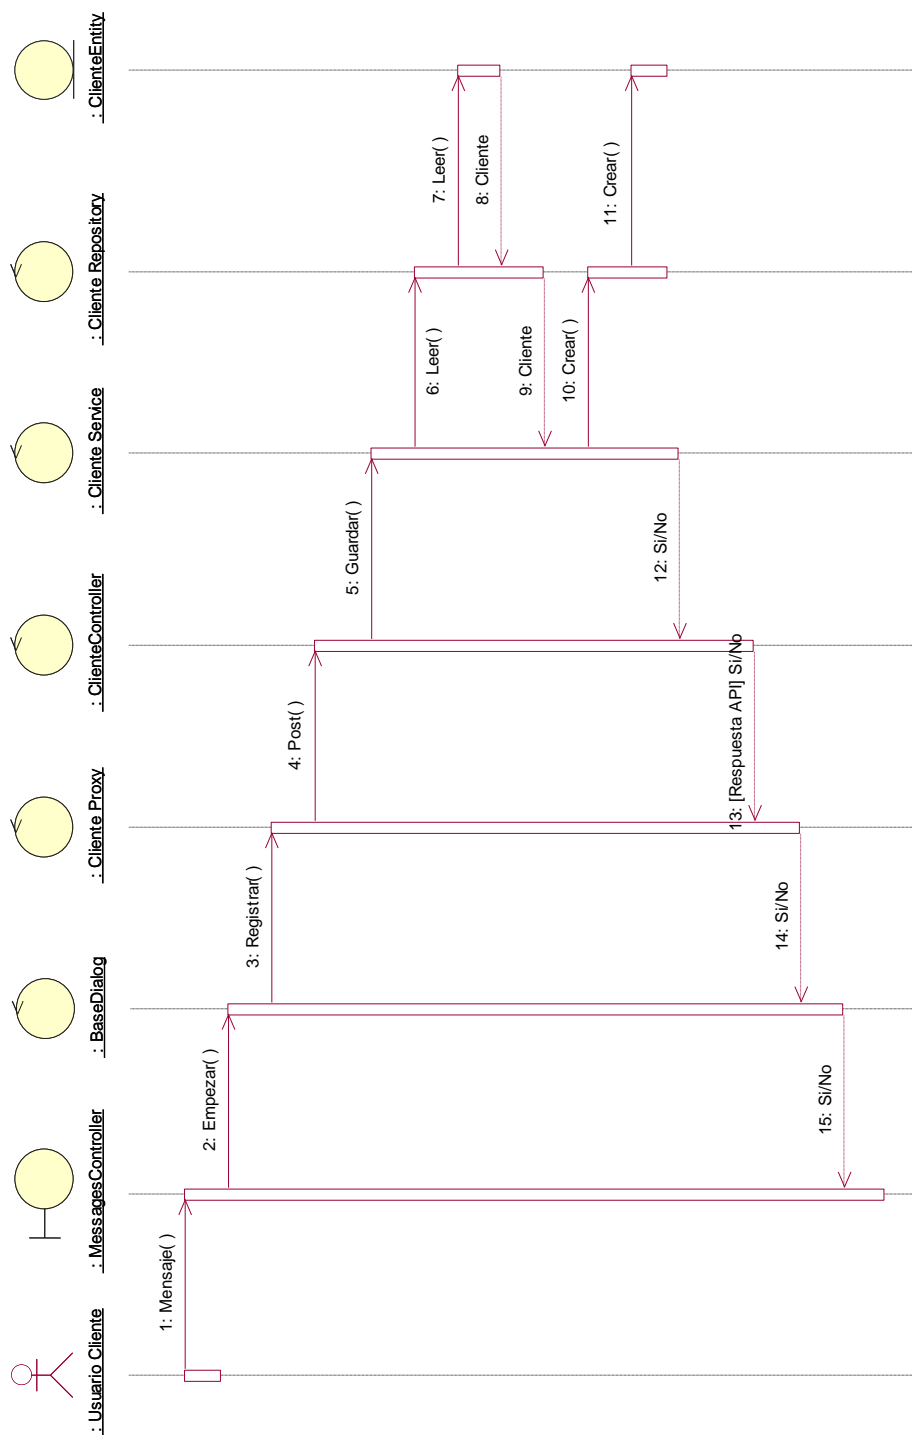 : Usuario Cliente
: MessagesController
: BaseDialog
: Cliente Proxy
: ClienteController
: Cliente Service
: Cliente Repository
: ClienteEntity
1: Mensaje( )
2: Empezar( )
3: Registrar( )
4: Post( )
5: Guardar( )
6: Leer( )
7: Leer( )
8: Cliente
9: Cliente
10: Crear( )
11: Crear( )
12: Si/No
13: [Respuesta API] Si/No
14: Si/No
15: Si/No